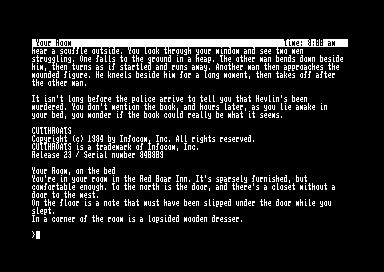 Your Room Time: 8:33 am
hear a scuffle outside. You look through your window and see two men
struggling. One falls to the ground in a heap. The other man bends down beside
him, then turns as if startled and runs away. Another man then approaches the
wounded figure. He kneels beside him for a long moment, then takes off after
the other man.
It isn't long before the police arrive to tell you that Hevlin's been
murdered. You don't mention the book, and hours later, as you lie awake in
your bed, you wonder if the book could really be what it seems.
CUTTHROATS
Copyright (c) 1984 by Infocom, Inc. All rights reserved.
CUTTHROATS is a trademark of Infocom, Inc.
Release 23 / Serial number 840809
Your Room, on the bed
You're in your room in the Red Boar Inn. It's sparsely furnished, but
comfortable enough. To the north is the door, and there's a closet without a
door to the west.
On the floor is a note that must have been slipped under the door while you
slept.
In a corner of the room is a lopsided wooden dresser.
>